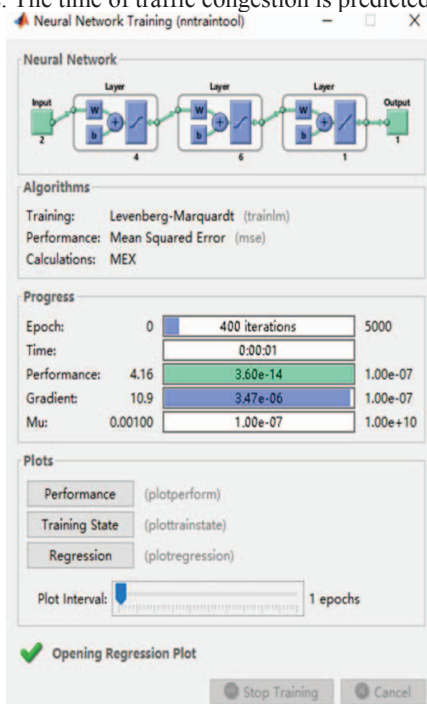 . The time of traffic congestion is predicted
Neural Network Training (nntraintool)
Neural Network
Layer Layer Layer
Input Output
W W W
b b b
2 1
4 6 1
Algorithms
Training: Levenberg-Marquardt (trainlm)
Performance: Mean Squared Error (mse)
Calculations: MEX
Progress
Epoch: 0 400 iterations 5000
Time: 0:00:01
Performance: 4.16 3.60e-14 1.00e-07
Gradient: 10.9 3.47e-06 1.00e-07
Mu: 0.00100 1.00e-07 1.00e+10
Plots
Performance (plotperform)
Training State (plottrainstate)
Regression (plotregression)
Plot Interval: 1 epochs
Opening Regression Plot
Stop Training Cancel